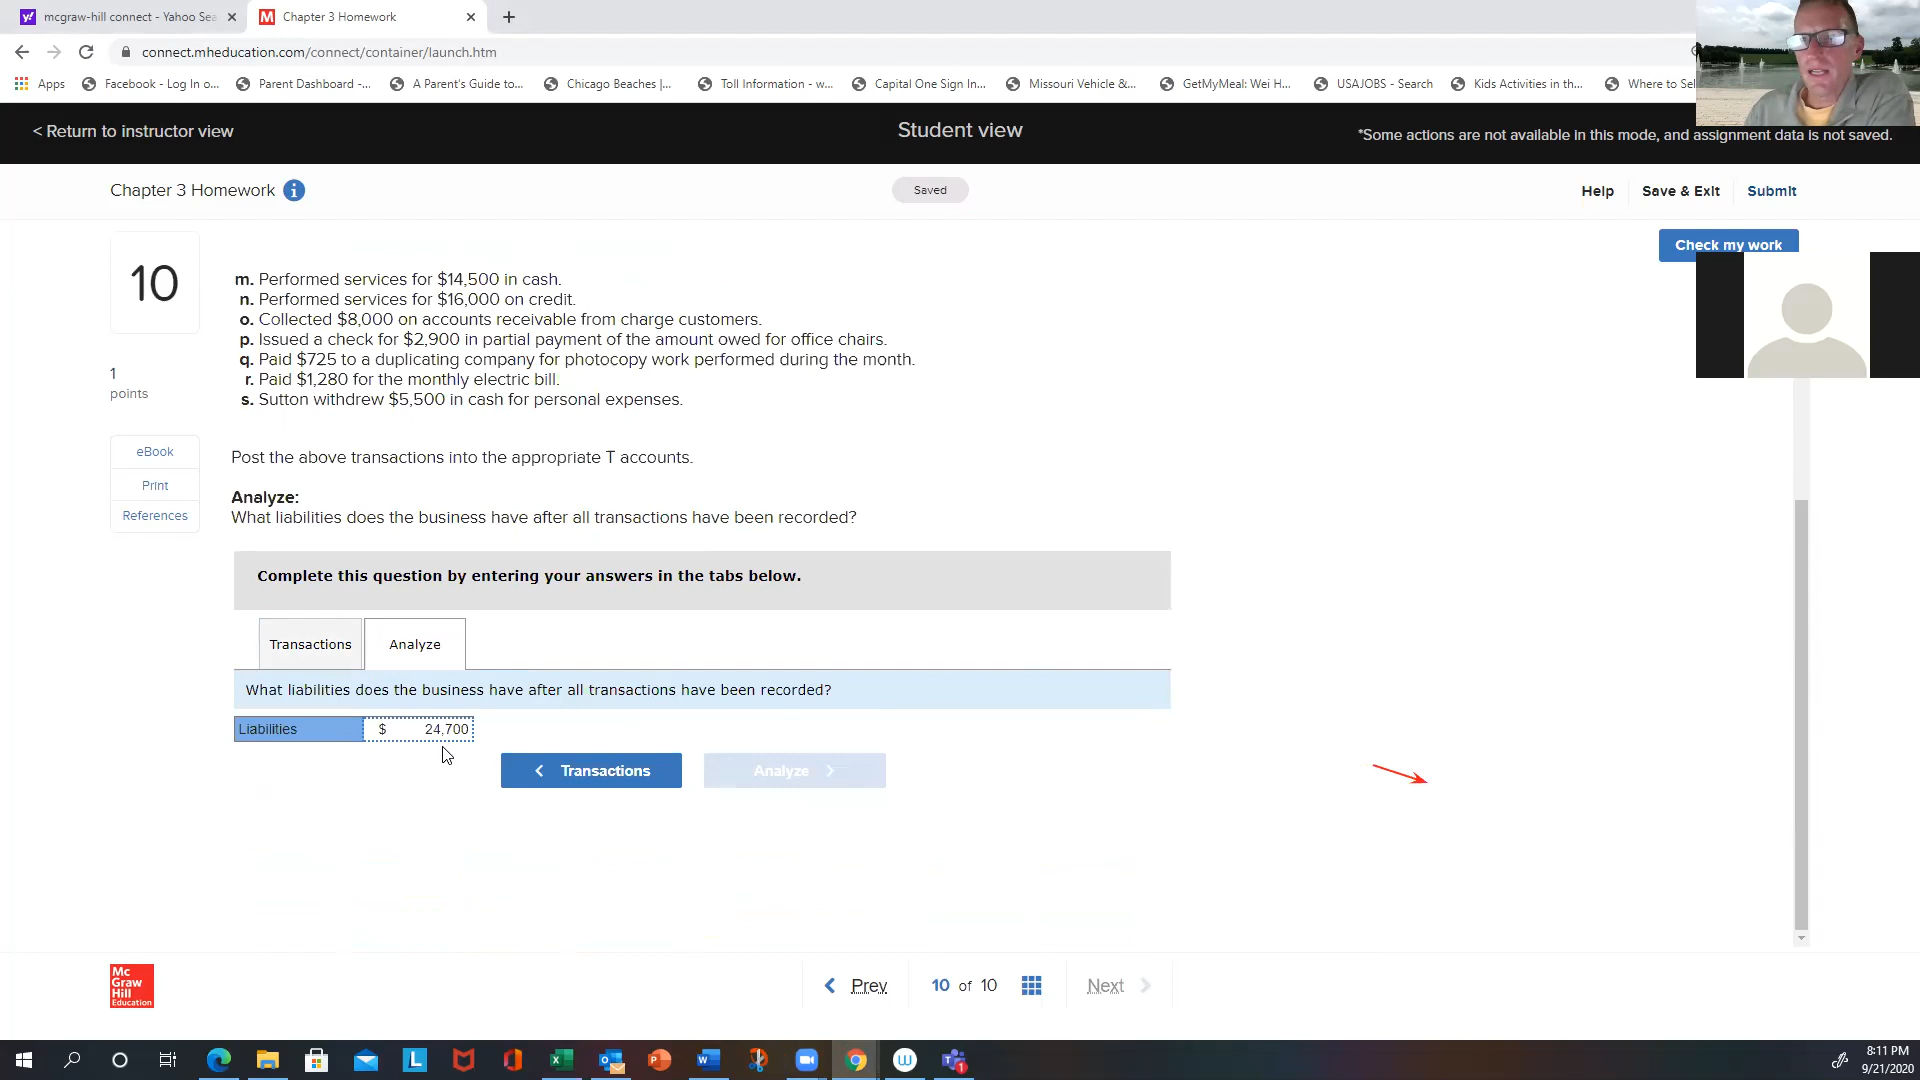 mcgraw-hill connect - Yahoo Sea
Chapter 3 Homework
connect.mheducation.com/connect/container/launch.htm
Apps
Facebook - Log In o...
Parent Dashboard -...
A Parent's Guide to...
Chicago Beaches |...
Toll Information - w...
Capital One Sign In...
Missouri Vehicle &...
GetMyMeal: Wei H...
USAJOBS - Search
Kids Activities in th...
Where to Sel
< Return to instructor view
Student view
*Some actions are not available in this mode, and assignment data is not saved.
Chapter 3 Homework i
Saved
Help
Save & Exit
Submit
Check my work
10
1
points
eBook
Print
References
m. Performed services for $14,500 in cash.
n. Performed services for $16,000 on credit.
o. Collected $8,000 on accounts receivable from charge customers.
p. Issued a check for $2,900 in partial payment of the amount owed for office chairs.
q. Paid $725 to a duplicating company for photocopy work performed during the month.
r. Paid $1,280 for the monthly electric bill.
s. Sutton withdrew $5,500 in cash for personal expenses.
Post the above transactions into the appropriate T accounts.
Analyze:
What liabilities does the business have after all transactions have been recorded?
Complete this question by entering your answers in the tabs below.
Transactions
Analyze
What liabilities does the business have after all transactions have been recorded?
Liabilities $ 24,700
< Transactions
Analyze >
Mc
Graw
Hill
Education
Prev
10 of 10
Next
8:11 PM
9/21/2020